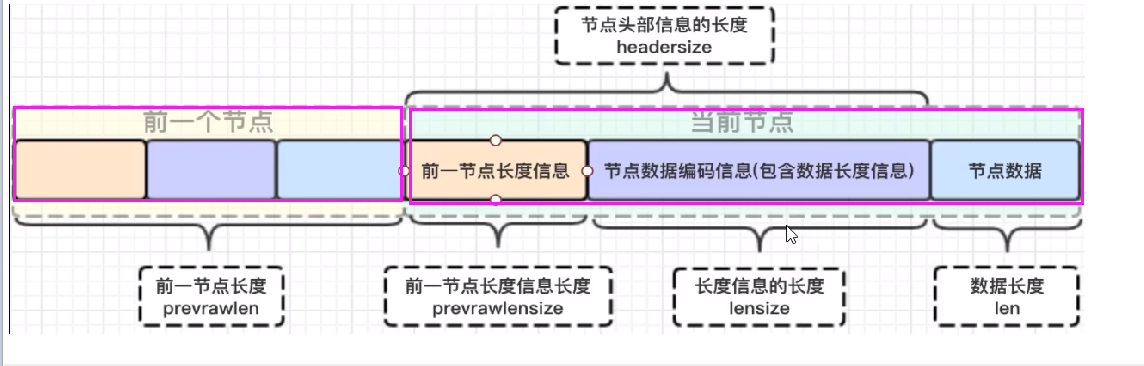 节点头部信息的长度
headersize
前一个节点
当前节点
前一节点长度信息
节点数据编码信息(包含数据长度信息)
节点数据
前一节点长度
prevrawlen
前一节点长度信息长度
prevrawlensize
长度信息的长度
lensize
数据长度
len